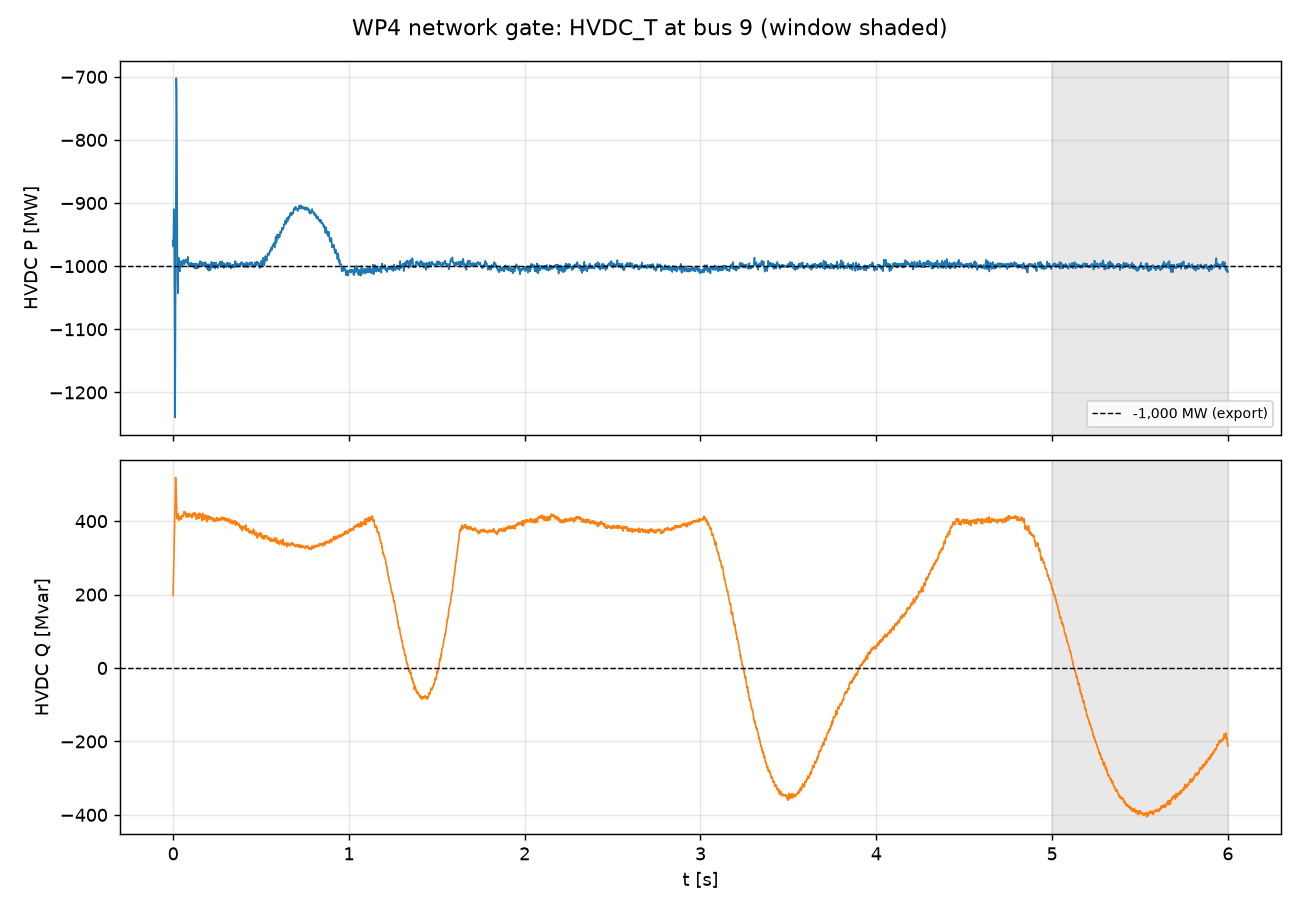 WP4 network gate: HVDC_T at bus 9 (window shaded)
HVDC P [MW]
−700
−800
−900
−1000
−1100
−1200
-1,000 MW (export)
HVDC Q [Mvar]
400
200
0
−200
−400
0 1 2 3 4 5 6
t [s]